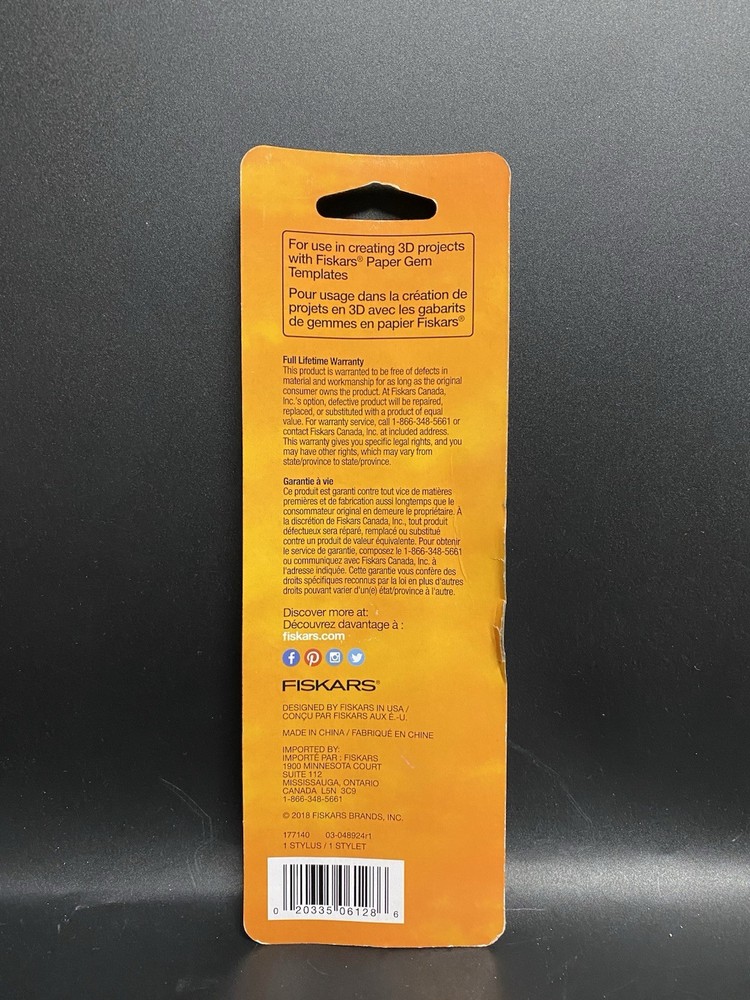 For use in creating 3D projects
with Fiskars® Paper Gem
Templates
Pour usage dans la création de
projets en 3D avec les gabarits
de gemmes en papier Fiskars®
Full Lifetime Warranty
This product is warranted to be free of defects in
material and workmanship for as long as the original
consumer owns the product. At Fiskars Canada,
Inc.'s option, defective product will be repaired,
replaced, or substituted with a product of equal
value. For warranty service, call 1-866-348-5661 or
contact Fiskars Canada, Inc. at included address.
This warranty gives you specific legal rights, and you
may have other rights, which may vary from
state/province to state/province.
Garantie à vie
Ce produit est garanti contre tout vice de matières
premières et de fabrication aussi longtemps que le
consommateur original en demeure le propriétaire. À
la discrétion de Fiskars Canada, Inc., tout produit
défectueux sera réparé, remplacé ou substitué
contre un produit de valeur équivalente. Pour obtenir
le service de garantie, composez le 1-866-348-5661
ou communiquez avec Fiskars Canada, Inc. à
l'adresse indiquée. Cette garantie vous confère des
droits spécifiques reconnus par la loi en plus d'autres
droits pouvant varier d'un(e) état/province à l'autre.
Discover more at:
Découvrez davantage à :
fiskars.com
FISKARS®
DESIGNED BY FISKARS IN USA /
CONÇU PAR FISKARS AUX É.-U.
MADE IN CHINA / FABRIQUÉ EN CHINE
IMPORTED BY:
IMPORTÉ PAR : FISKARS
1900 MINNESOTA COURT
SUITE 112
MISSISSAUGA, ONTARIO
CANADA L5N 3C9
1-866-348-5661
© 2018 FISKARS BRANDS, INC.
177140 03-048924r1
1 STYLUS / 1 STYLET
0 20335 06128 6